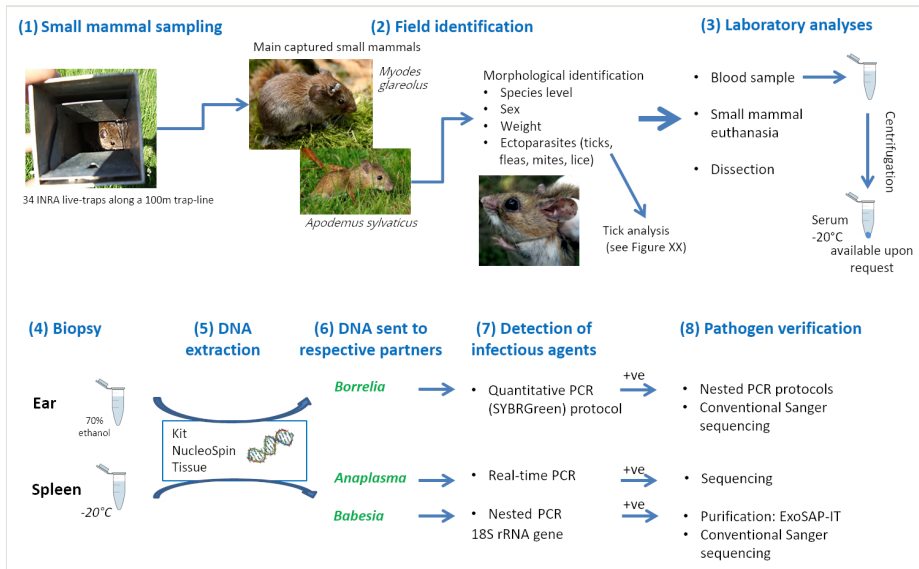 (1) Small mammal sampling
34 INRA live-traps along a 100m trap-line
(2) Field identification
Main captured small mammals
Myodes
glareolus
Apodemus sylvaticus
Morphological identification
• Species level
• Sex
• Weight
• Ectoparasites (ticks,
fleas, mites, lice)
Tick analysis
(see Figure XX)
(3) Laboratory analyses
• Blood sample
• Small mammal
euthanasia
• Dissection
Centrifugation
Serum
-20°C
available upon
request
(4) Biopsy
Ear
70%
ethanol
Spleen
-20°C
(5) DNA
extraction
Kit
NucleoSpin
Tissue
(6) DNA sent to
respective partners
Borrelia
Anaplasma
Babesia
(7) Detection of
infectious agents
• Quantitative PCR
(SYBRGreen) protocol
+ve
• Real-time PCR
+ve
• Nested PCR
18S rRNA gene
+ve
(8) Pathogen verification
• Nested PCR protocols
• Conventional Sanger
sequencing
• Sequencing
• Purification: ExoSAP-IT
• Conventional Sanger
sequencing